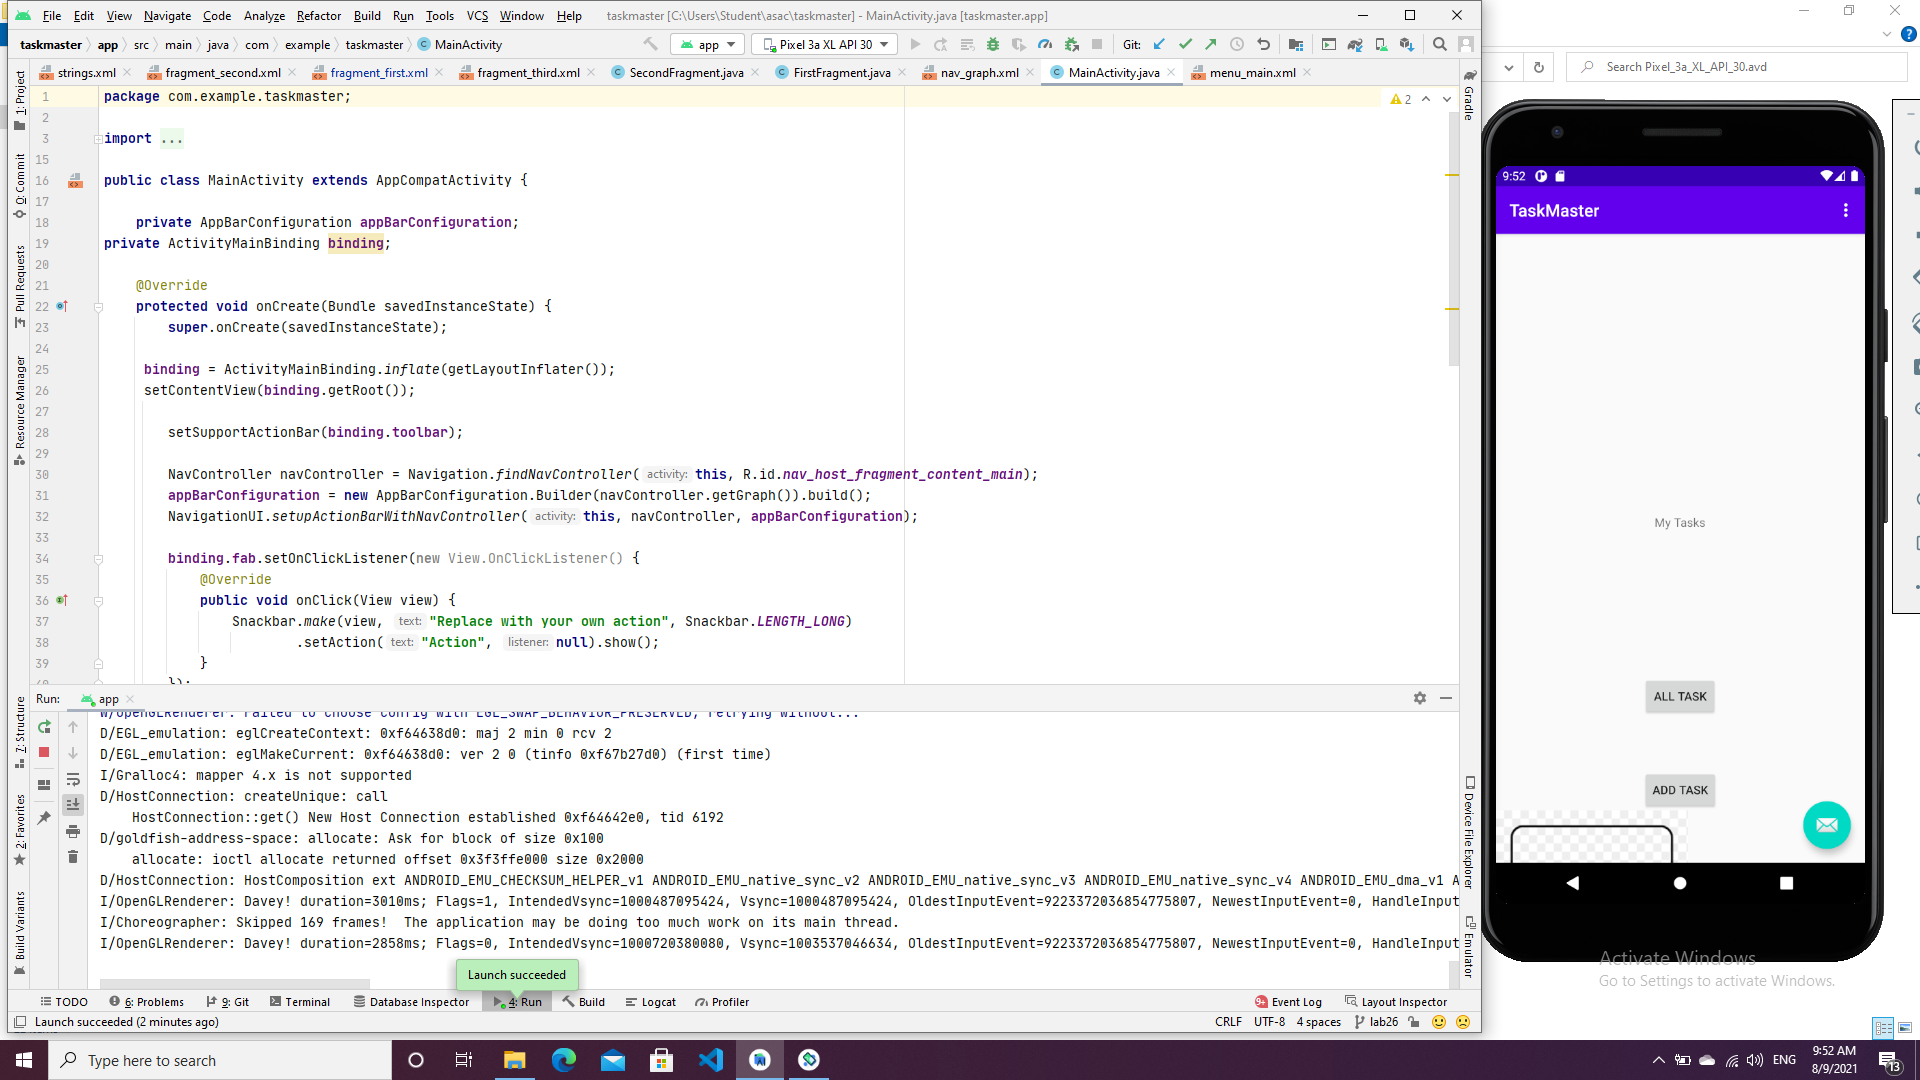 File Edit View Navigate Code Analyze Refactor Build Run Tools VCS Window Help taskmaster [C:\Users\Student\asac\taskmaster] - MainActivity.java [taskmaster.app]
taskmaster app src main java com example taskmaster MainActivity app Pixel 3a XL API 30 Git:
strings.xml fragment_second.xml fragment_first.xml fragment_third.xml SecondFragment.java FirstFragment.java nav_graph.xml MainActivity.java menu_main.xml
Search Pixel_3a_XL_API_30.avd
1: Project
0: Commit
Pull Requests
Resource Manager
7: Structure
2: Favorites
Build Variants
2
1 package com.example.taskmaster;
2
3 import ...
15
16 public class MainActivity extends AppCompatActivity {
17
18 private AppBarConfiguration appBarConfiguration;
19 private ActivityMainBinding binding;
20
21 @Override
22 protected void onCreate(Bundle savedInstanceState) {
23 super.onCreate(savedInstanceState);
24
25 binding = ActivityMainBinding.inflate(getLayoutInflater());
26 setContentView(binding.getRoot());
27
28 setSupportActionBar(binding.toolbar);
29
30 NavController navController = Navigation.findNavController( activity: this, R.id.nav_host_fragment_content_main);
31 appBarConfiguration = new AppBarConfiguration.Builder(navController.getGraph()).build();
32 NavigationUI.setupActionBarWithNavController( activity: this, navController, appBarConfiguration);
33
34 binding.fab.setOnClickListener(new View.OnClickListener() {
35 @Override
36 public void onClick(View view) {
37 Snackbar.make(view, text: "Replace with your own action", Snackbar.LENGTH_LONG)
38 .setAction( text: "Action", listener: null).show();
39 }
40 });
Gradle
Device File Explorer
Emulator
Run: app
W/OpenGLRenderer: Failed to choose config with EGL_SWAP_BEHAVIOR_PRESERVED, retrying without...
D/EGL_emulation: eglCreateContext: 0xf64638d0: maj 2 min 0 rcv 2
D/EGL_emulation: eglMakeCurrent: 0xf64638d0: ver 2 0 (tinfo 0xf67b27d0) (first time)
I/Gralloc4: mapper 4.x is not supported
D/HostConnection: createUnique: call
HostConnection::get() New Host Connection established 0xf64642e0, tid 6192
D/goldfish-address-space: allocate: Ask for block of size 0x100
allocate: ioctl allocate returned offset 0x3f3ffe000 size 0x2000
D/HostConnection: HostComposition ext ANDROID_EMU_CHECKSUM_HELPER_v1 ANDROID_EMU_native_sync_v2 ANDROID_EMU_native_sync_v3 ANDROID_EMU_native_sync_v4 ANDROID_EMU_dma_v1 A
I/OpenGLRenderer: Davey! duration=3010ms; Flags=1, IntendedVsync=1000487095424, Vsync=1000487095424, OldestInputEvent=9223372036854775807, NewestInputEvent=0, HandleInput
I/Choreographer: Skipped 169 frames!  The application may be doing too much work on its main thread.
I/OpenGLRenderer: Davey! duration=2858ms; Flags=0, IntendedVsync=1000720380080, Vsync=1003537046634, OldestInputEvent=9223372036854775807, NewestInputEvent=0, HandleInput
Launch succeeded
TODO 6: Problems 9: Git Terminal Database Inspector 4: Run Build Logcat Profiler 9+ Event Log Layout Inspector
Launch succeeded (2 minutes ago) CRLF UTF-8 4 spaces lab26
9:52
TaskMaster
My Tasks
ALL TASK
ADD TASK
Activate Windows
Go to Settings to activate Windows.
Type here to search
ENG
9:52 AM
8/9/2021
13